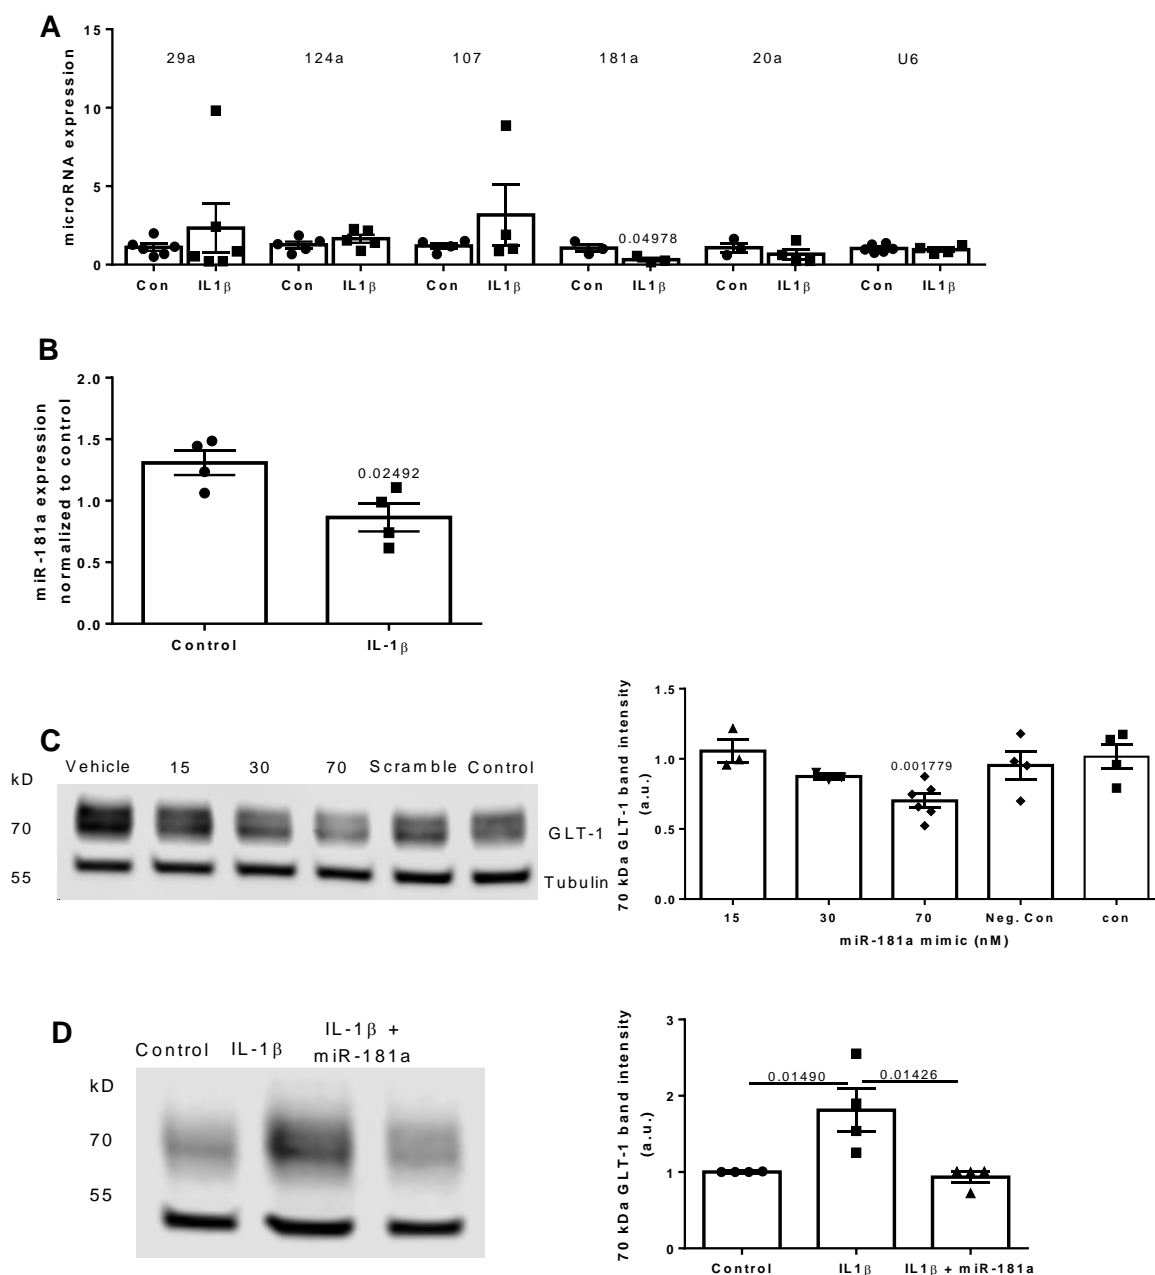 A
15
10
5
0
microRNA expression
29a 124a 107 181a 20a U6
0.04978
Con IL1β Con IL1β Con IL1β Con IL1β Con IL1β Con IL1β
B
2.0
1.5
1.0
0.5
0.0
miR-181a expression
normalized to control
0.02492
Control IL-1β
C
kD
Vehicle 15 30 70 Scramble Control
70
55
GLT-1
Tubulin
1.5
1.0
0.5
0.0
70 kDa GLT-1 band intensity
(a.u.)
0.001779
15 30 70 Neg.Con con
miR-181a mimic (nM)
D
Control IL-1β IL-1β +
miR-181a
kD
70
55
3
2
1
0
70 kDa GLT-1 band intensity
(a.u.)
0.01490 0.01426
Control IL1β IL1β + miR-181a